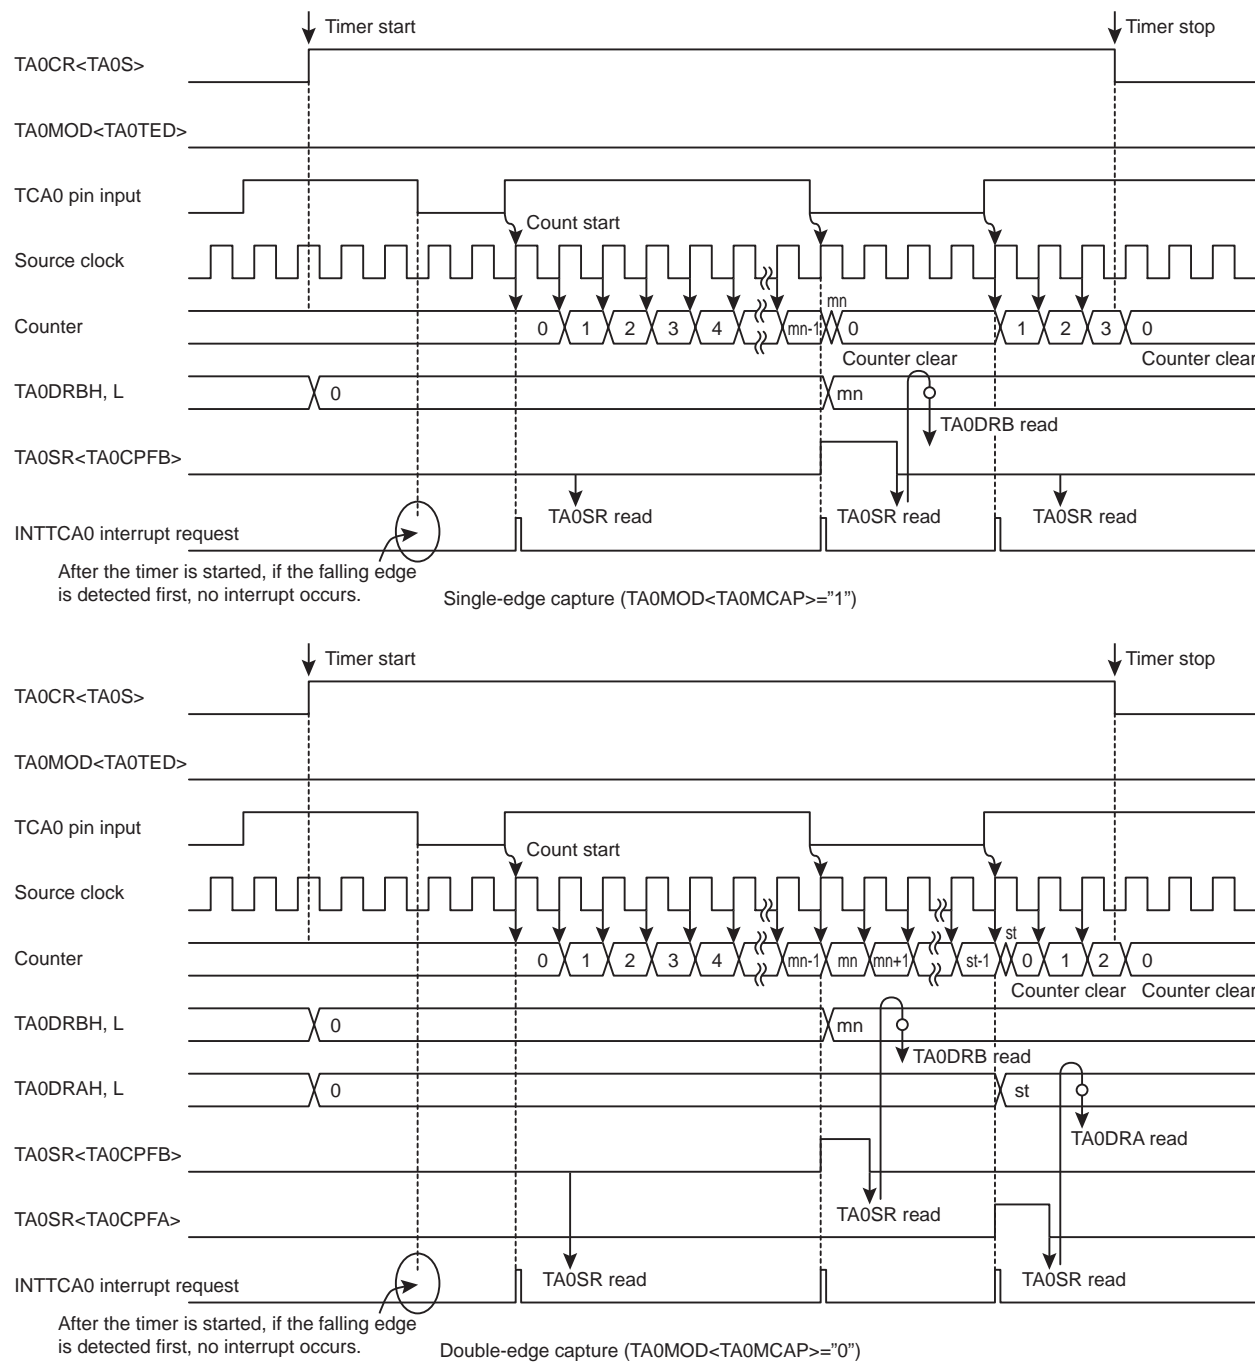 Timer start
Timer stop
TA0CR<TA0S>
TA0MOD<TA0TED>
TCA0 pin input
Count start
Source clock
mn
Counter
0 1 2 3 4 mn-1 0 1 2 3 0
Counter clear
Counter clear
TA0DRBH, L
0
mn
TA0DRB read
TA0SR<TA0CPFB>
TA0SR read
TA0SR read
TA0SR read
INTTCA0 interrupt request
After the timer is started, if the falling edge
is detected first, no interrupt occurs.
Single-edge capture (TA0MOD<TA0MCAP>=”1”)
Timer start
Timer stop
TA0CR<TA0S>
TA0MOD<TA0TED>
TCA0 pin input
Count start
Source clock
st
Counter
0 1 2 3 4 mn-1 mn mn+1 st-1 0 1 2 0
Counter clear
Counter clear
TA0DRBH, L
0
mn
TA0DRB read
TA0DRAH, L
0
st
TA0DRA read
TA0SR<TA0CPFB>
TA0SR read
TA0SR<TA0CPFA>
TA0SR read
TA0SR read
INTTCA0 interrupt request
After the timer is started, if the falling edge
is detected first, no interrupt occurs.
Double-edge capture (TA0MOD<TA0MCAP>=”0”)